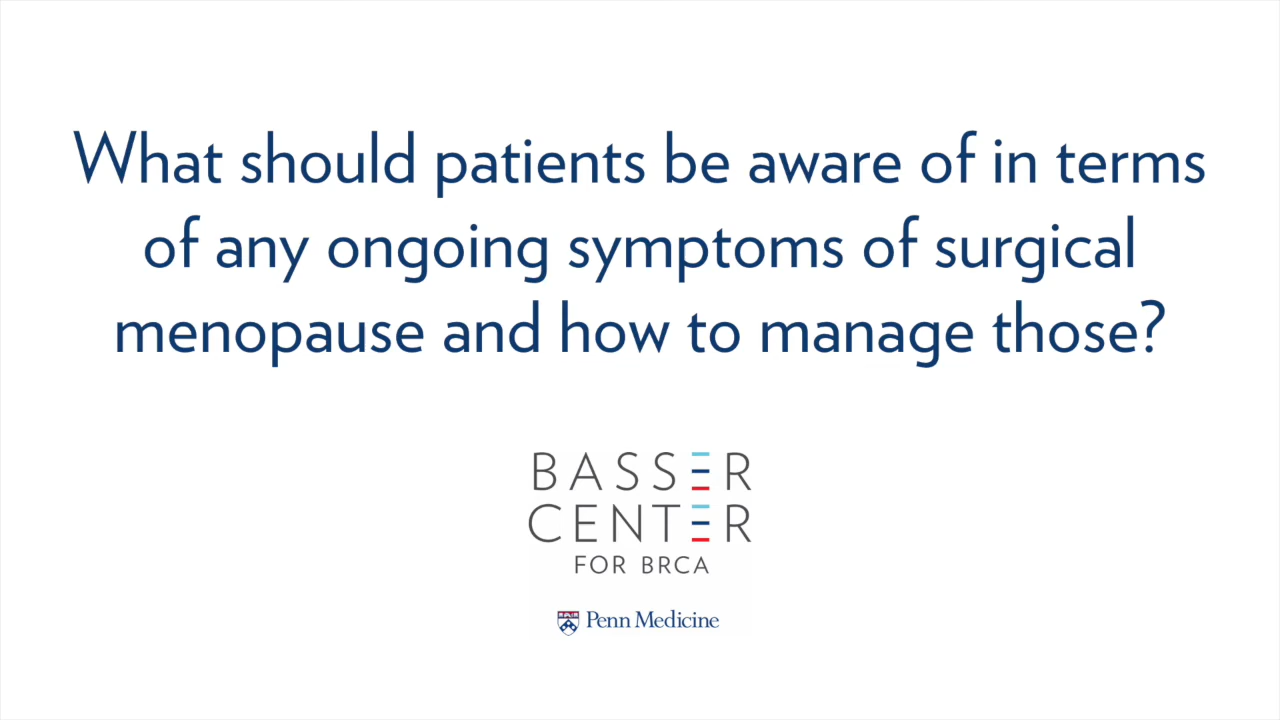 What should patients be aware of in terms
of any ongoing symptoms of surgical
menopause and how to manage those?
BASSER
CENTER
FOR BRCA
Penn Medicine